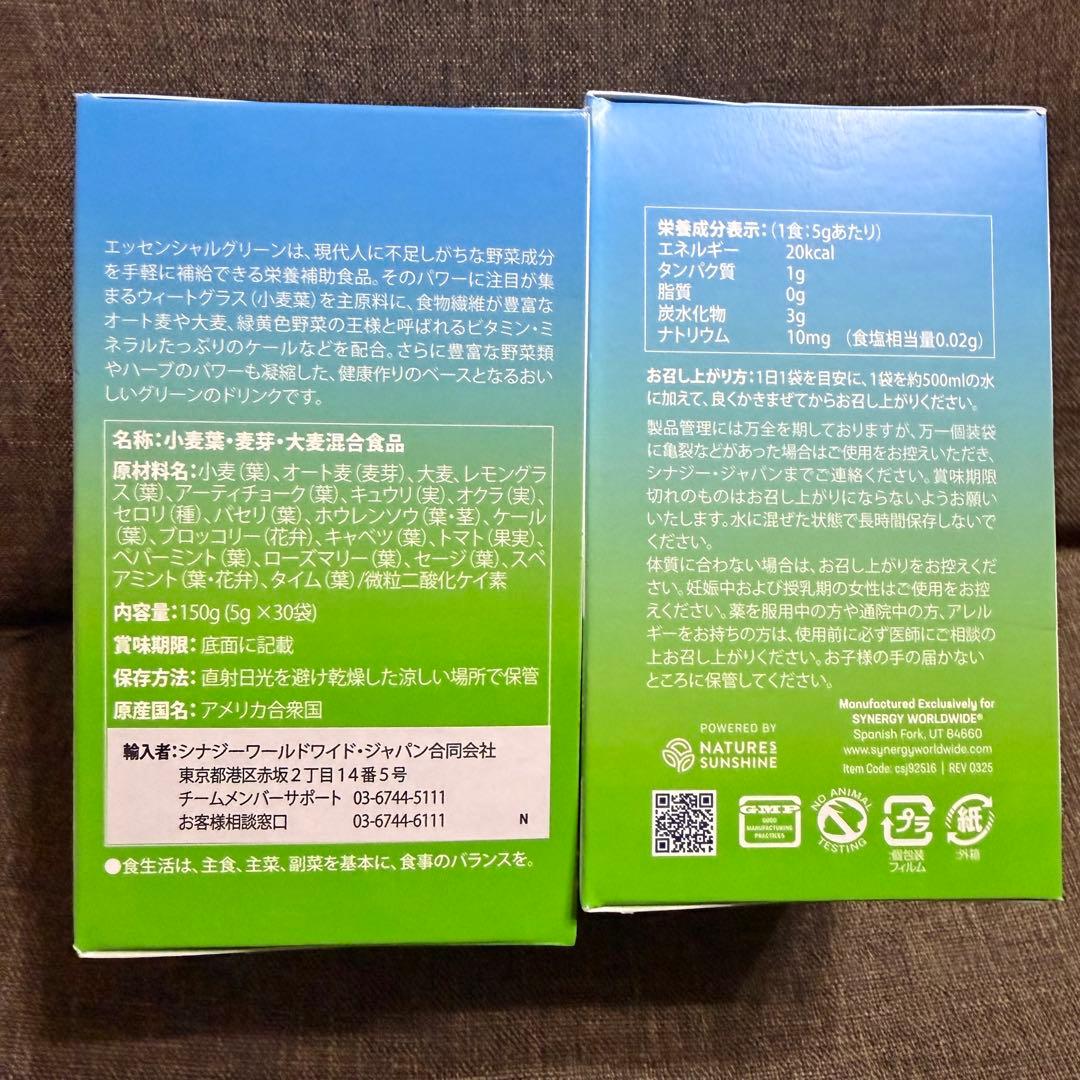 エッセンシャルグリーンは、現代人に不足しがちな野菜成分
を手軽に補給できる栄養補助食品。そのパワーに注目が集
まるウィートグラス（小麦葉）を主原料に、食物繊維が豊富な
オート麦や大麦、緑黄色野菜の王様と呼ばれるビタミン・ミ
ネラルたっぷりのケールなどを配合。さらに豊富な野菜類
やハーブのパワーも凝縮した、健康作りのベースとなるおい
しいグリーンのドリンクです。
名称：小麦葉・麦芽・大麦混合食品
原材料名：小麦（葉）、オート麦（麦芽）、大麦、レモングラ
ス（葉）、アーティチョーク（葉）、キュウリ（実）、オクラ（実）、
セロリ（種）、パセリ（葉）、ホウレンソウ（葉・茎）、ケール
（葉）、ブロッコリー（花弁）、キャベツ（葉）、トマト（果実）、
ペパーミント（葉）、ローズマリー（葉）、セージ（葉）、スペ
アミント（葉・花弁）、タイム（葉）/微粒二酸化ケイ素
内容量：150g (5g ×30袋)
賞味期限：底面に記載
保存方法：直射日光を避け乾燥した涼しい場所で保管
原産国名：アメリカ合衆国
輸入者：シナジーワールドワイド・ジャパン合同会社
東京都港区赤坂２丁目１４番５号
チームメンバーサポート 03-6744-5111
お客様相談窓口 03-6744-6111 N
●食生活は、主食、主菜、副菜を基本に、食事のバランスを。
栄養成分表示：（1食：5gあたり）
エネルギー 20kcal
タンパク質 1g
脂質 0g
炭水化物 3g
ナトリウム 10mg （食塩相当量0.02g）
お召し上がり方：1日1袋を目安に、1袋を約500mlの水
に加えて、良くかきまぜてからお召し上がりください。
製品管理には万全を期しておりますが、万一個装袋
に亀裂などがあった場合はご使用をお控えいただき、
シナジー・ジャパンまでご連絡ください。賞味期限
切れのものはお召し上がりにならないようお願い
いたします。水に混ぜた状態で長時間保存しないで
ください。
体質に合わない場合は、お召し上がりをお控えくだ
さい。妊娠中および授乳期の女性はご使用をお控
えください。薬を服用中の方や通院中の方、アレル
ギーをお持ちの方は、使用前に必ず医師にご相談の
上お召し上がりください。お子様の手の届かない
ところに保管してください。
Manufactured Exclusively for
SYNERGY WORLDWIDE®
Spanish Fork, UT 84660
www.synergyworldwide.com
Item Code: csj92516 | REV 0325
POWERED BY
NATURE'S
SUNSHINE
GMP
GOOD
MANUFACTURING
PRACTICES
NO ANIMAL
TESTING
プラ
:個包装
フィルム
紙
:外箱